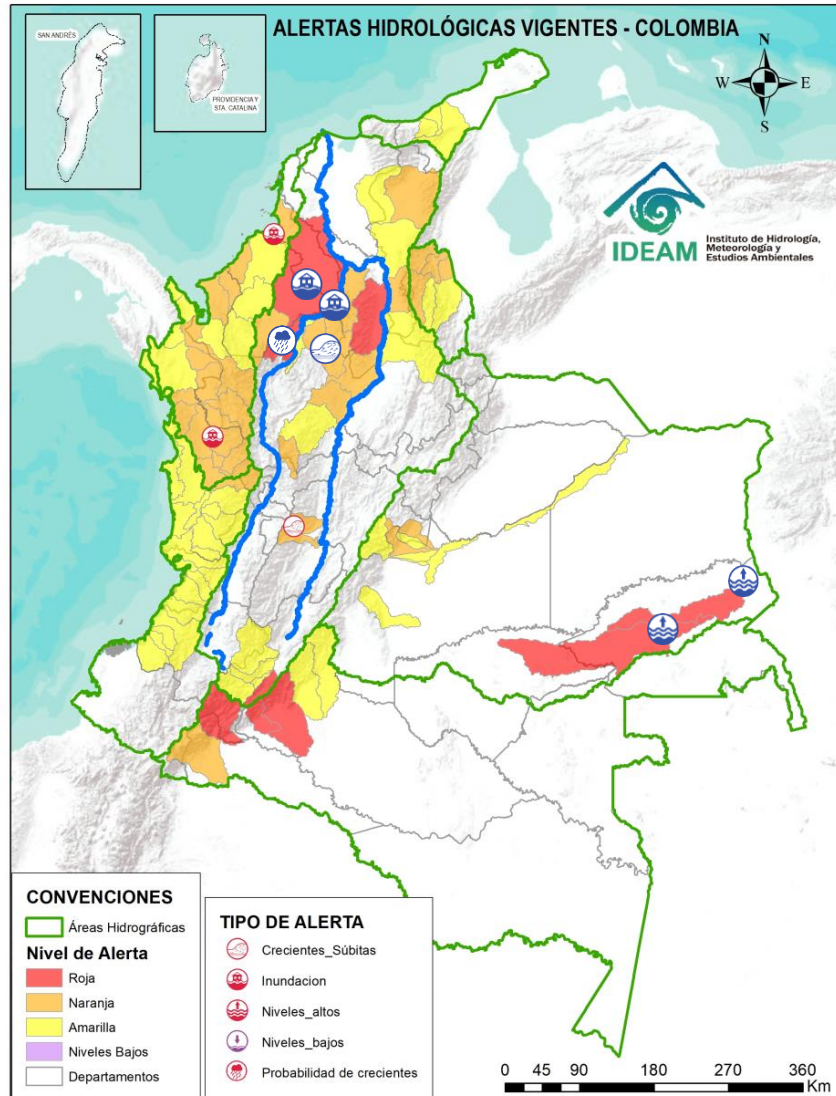 ALERTAS HIDROLÓGICAS VIGENTES - COLOMBIA
SAN ANDRÉS
PROVIDENCIA Y
STA. CATALINA
N
W
E
S
IDEAM
Instituto de Hidrología,
Meteorología y
Estudios Ambientales
CONVENCIONES
Áreas Hidrográficas
Nivel de Alerta
Roja
Naranja
Amarilla
Niveles Bajos
Departamentos
TIPO DE ALERTA
Crecientes_Súbitas
Inundacion
Niveles_altos
Niveles_bajos
Probabilidad de crecientes
0 45 90 180 270 360
Km